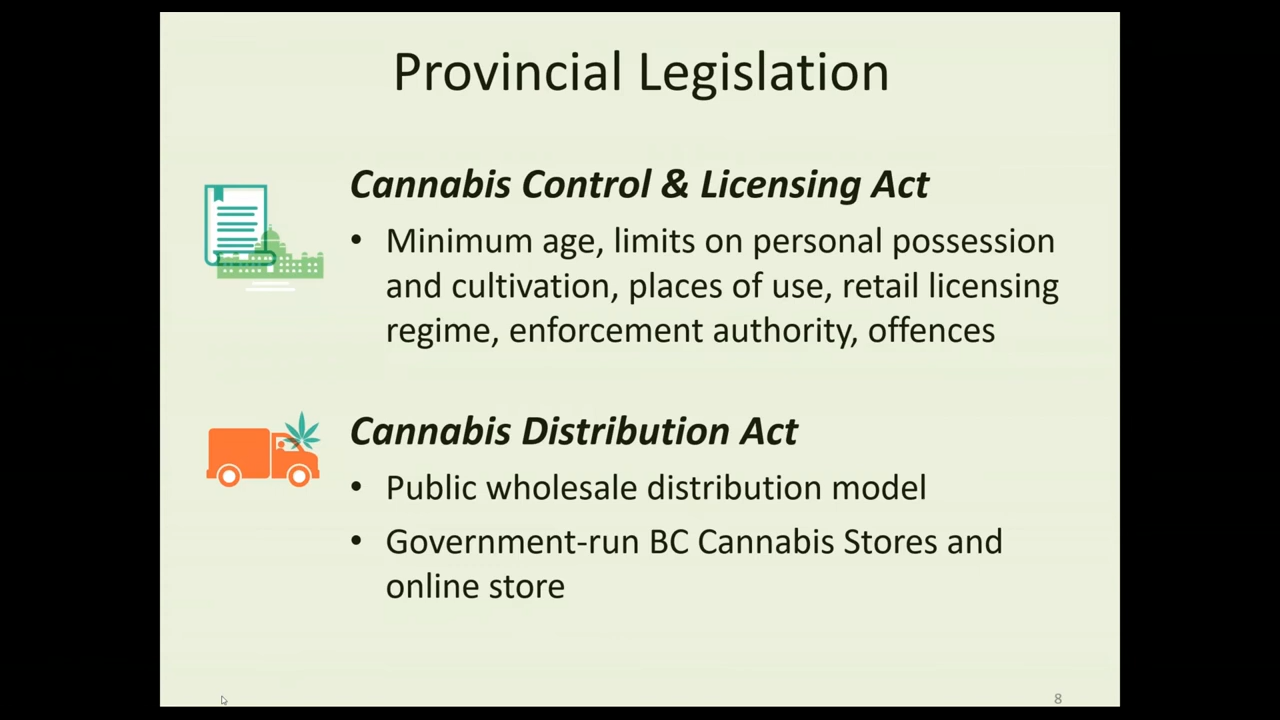 Provincial Legislation
Cannabis Control & Licensing Act
• Minimum age, limits on personal possession
and cultivation, places of use, retail licensing
regime, enforcement authority, offences
Cannabis Distribution Act
• Public wholesale distribution model
• Government-run BC Cannabis Stores and
online store
8